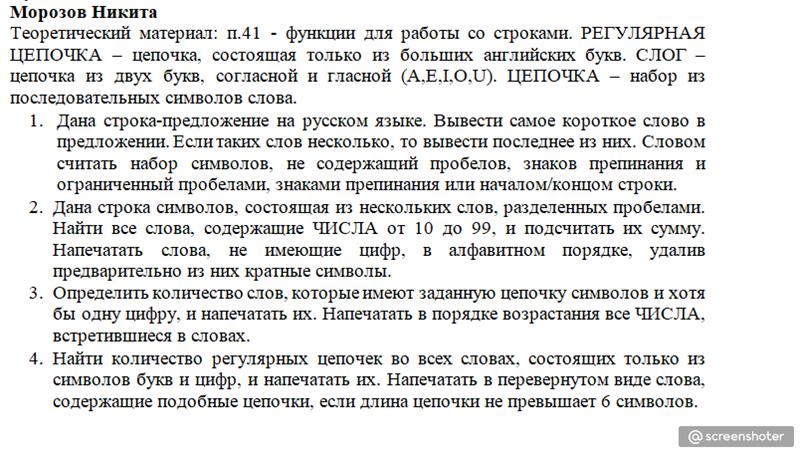 Морозов Никита
Теоретический материал: п.41 - функции для работы со строками. РЕГУЛЯРНАЯ
ЦЕПОЧКА – цепочка, состоящая только из больших английских букв. СЛОГ –
цепочка из двух букв, согласной и гласной (A,E,I,O,U). ЦЕПОЧКА – набор из
последовательных символов слова.
1. Дана строка-предложение на русском языке. Вывести самое короткое слово в
предложении. Если таких слов несколько, то вывести последнее из них. Словом
считать набор символов, не содержащий пробелов, знаков препинания и
ограниченный пробелами, знаками препинания или началом/концом строки.
2. Дана строка символов, состоящая из нескольких слов, разделенных пробелами.
Найти все слова, содержащие ЧИСЛА от 10 до 99, и подсчитать их сумму.
Напечатать слова, не имеющие цифр, в алфавитном порядке, удалив
предварительно из них кратные символы.
3. Определить количество слов, которые имеют заданную цепочку символов и хотя
бы одну цифру, и напечатать их. Напечатать в порядке возрастания все ЧИСЛА,
встретившиеся в словах.
4. Найти количество регулярных цепочек во всех словах, состоящих только из
символов букв и цифр, и напечатать их. Напечатать в перевернутом виде слова,
содержащие подобные цепочки, если длина цепочки не превышает 6 символов.
@screenshoter